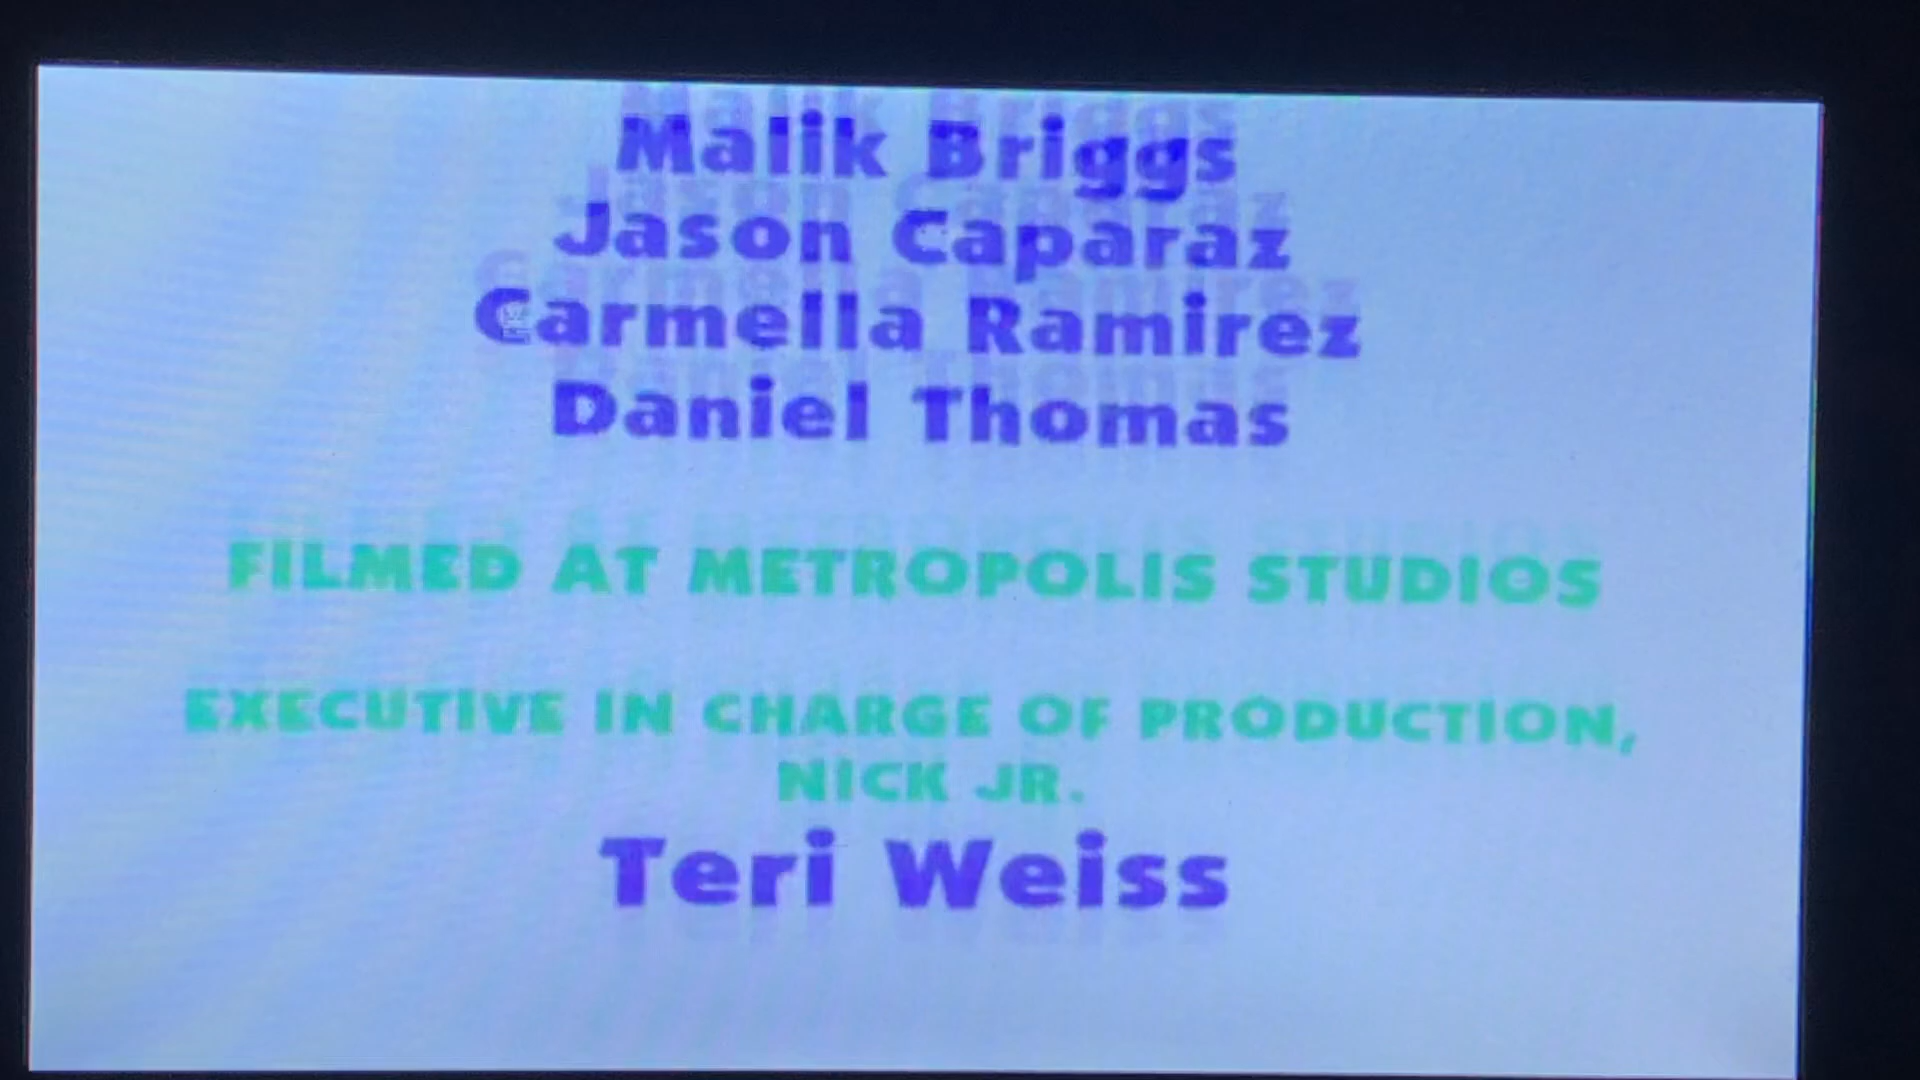 Malik Briggs
Jason Caparaz
Carmella Ramirez
Daniel Thomas
FILMED AT METROPOLIS STUDIOS
EXECUTIVE IN CHARGE OF PRODUCTION,
NICK JR.
Teri Weiss